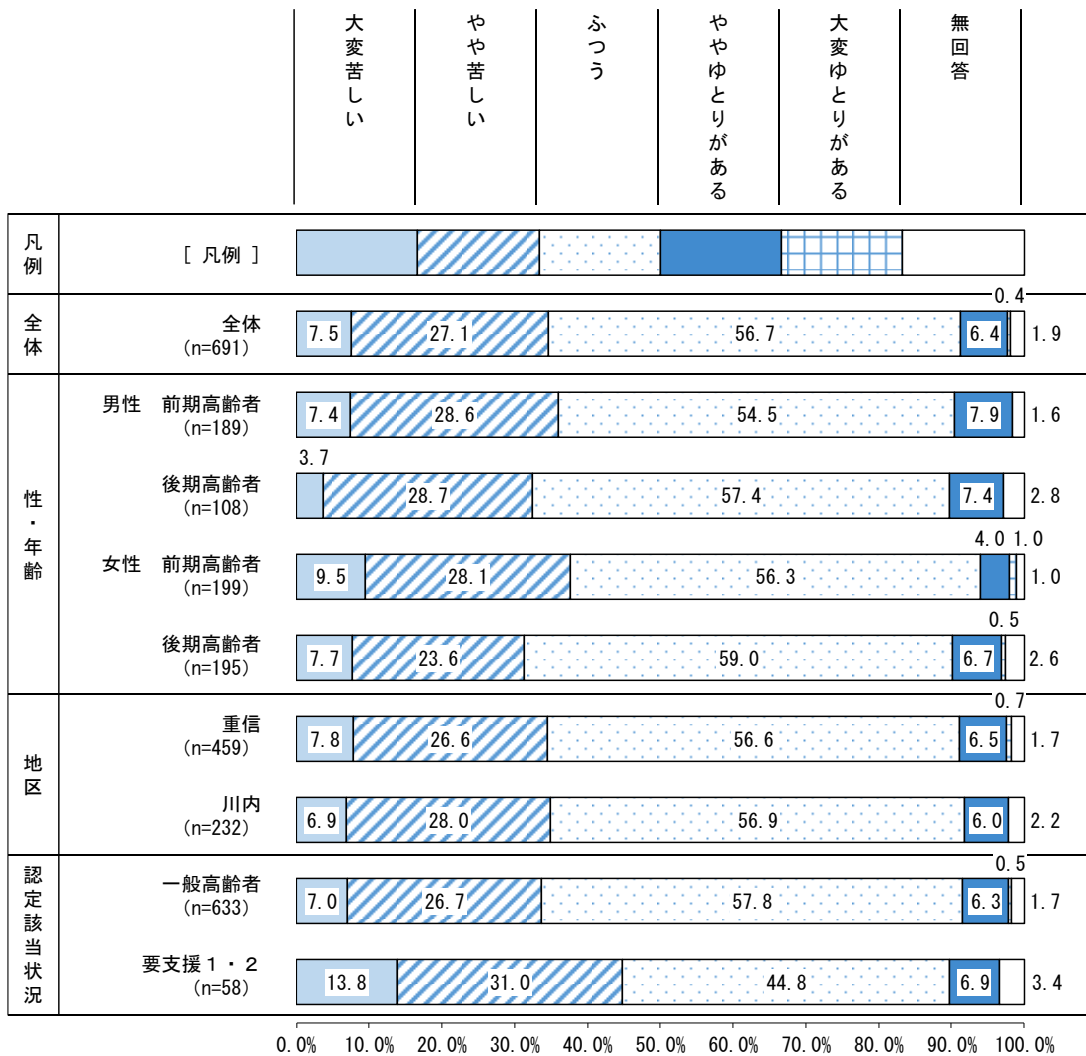 大変苦しい
やや苦しい
ふつう
ややゆとりがある
大変ゆとりがある
無回答
凡例
[ 凡例 ]
全体
0.4
全体
(n=691)
7.5 27.1 56.7 6.4 1.9
性・年齢
男性 前期高齢者
(n=189)
7.4 28.6 54.5 7.9 1.6
3.7
後期高齢者
(n=108)
28.7 57.4 7.4 2.8
4.0 1.0
女性 前期高齢者
(n=199)
9.5 28.1 56.3 1.0
0.5
後期高齢者
(n=195)
7.7 23.6 59.0 6.7 2.6
地区
0.7
重信
(n=459)
7.8 26.6 56.6 6.5 1.7
川内
(n=232)
6.9 28.0 56.9 6.0 2.2
認定該当状況
0.5
一般高齢者
(n=633)
7.0 26.7 57.8 6.3 1.7
要支援1・2
(n=58)
13.8 31.0 44.8 6.9 3.4
0.0% 10.0% 20.0% 30.0% 40.0% 50.0% 60.0% 70.0% 80.0% 90.0% 100.0%